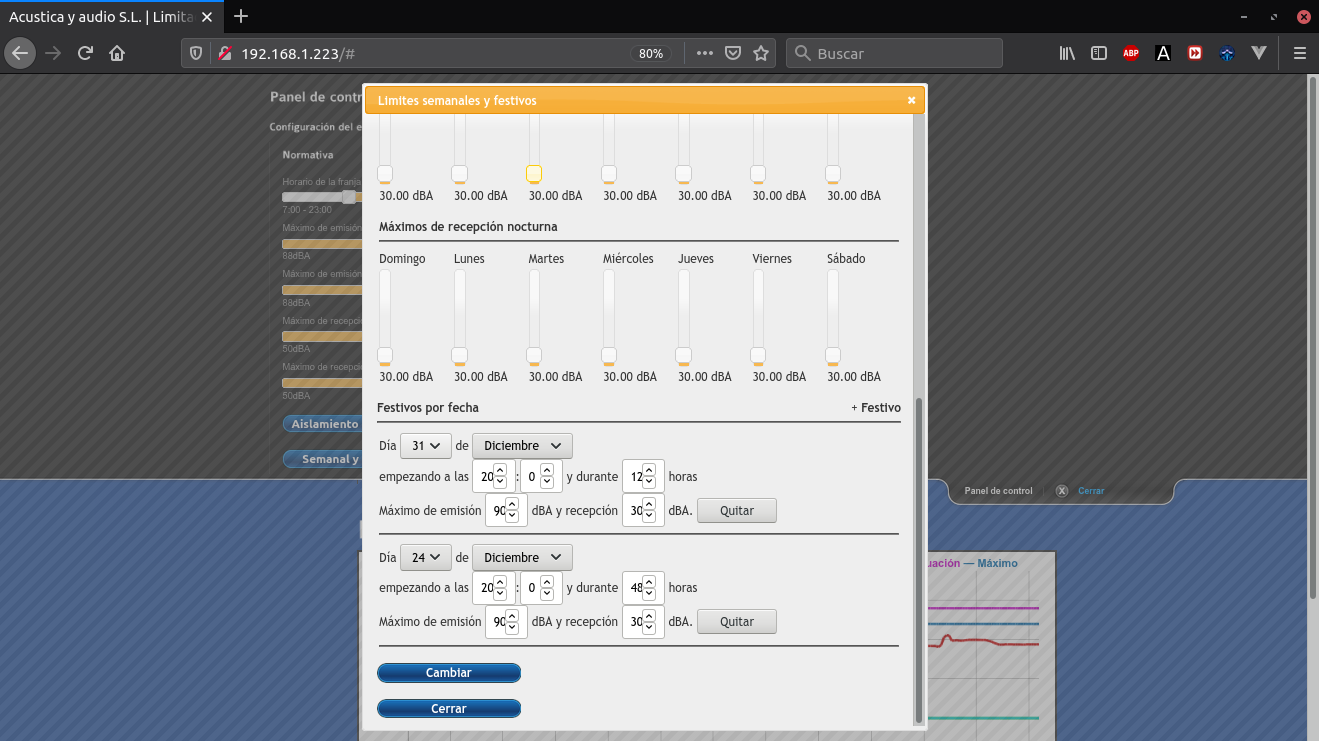 Acustica y audio S.L. | Limita
192.168.1.223/#
80%
Buscar
ABP
A
Panel de contr
Configuración del e
Normativa
Horario de la franja
7:00 - 23:00
Máximo de emisión
88dBA
Máximo de emisión
88dBA
Máximo de recepci
50dBA
Máximo de recepci
50dBA
Aislamiento
Semanal y
Limites semanales y festivos
30.00 dBA 30.00 dBA 30.00 dBA 30.00 dBA 30.00 dBA 30.00 dBA 30.00 dBA
Máximos de recepción nocturna
Domingo Lunes Martes Miércoles Jueves Viernes Sábado
30.00 dBA 30.00 dBA 30.00 dBA 30.00 dBA 30.00 dBA 30.00 dBA 30.00 dBA
Festivos por fecha + Festivo
Día 31 de Diciembre
empezando a las 20 : 0 y durante 12 horas
Máximo de emisión 90 dBA y recepción 30 dBA. Quitar
Día 24 de Diciembre
empezando a las 20 : 0 y durante 48 horas
Máximo de emisión 90 dBA y recepción 30 dBA. Quitar
Cambiar
Cerrar
Panel de control X Cerrar
uación — Máximo